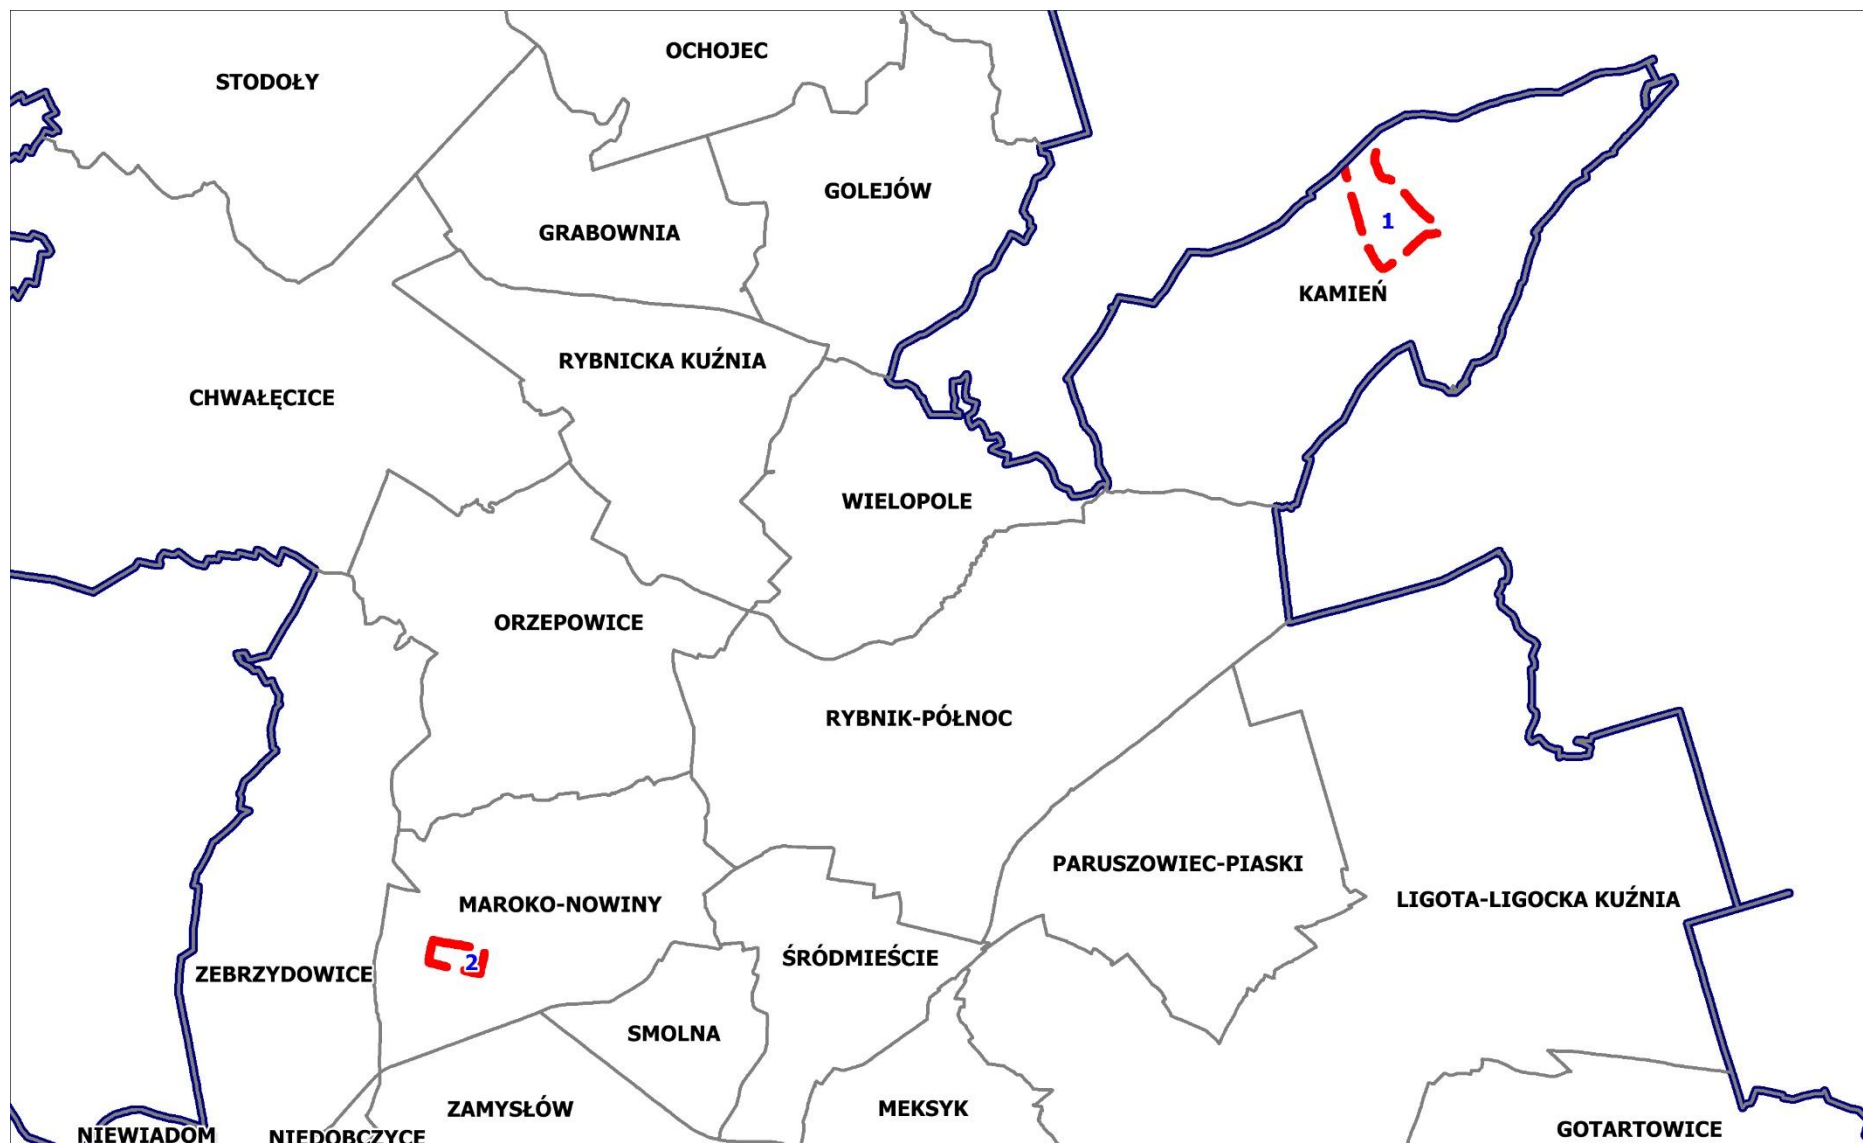 OCHOJEC
STODOŁY
GOLEJÓW
1
GRABOWNIA
KAMIEŃ
RYBNICKA KUŹNIA
CHWAŁĘCICE
WIELOPOLE
ORZEPOWICE
RYBNIK-PÓŁNOC
PARUSZOWIEC-PIASKI
LIGOTA-LIGOCKA KUŹNIA
MAROKO-NOWINY
ŚRÓDMIEŚCIE
2
ZEBRZYDOWICE
SMOLNA
ZAMYSŁÓW
MEKSYK
GOTARTOWICE
NIEWIADOM
NIEDOBCZYCE